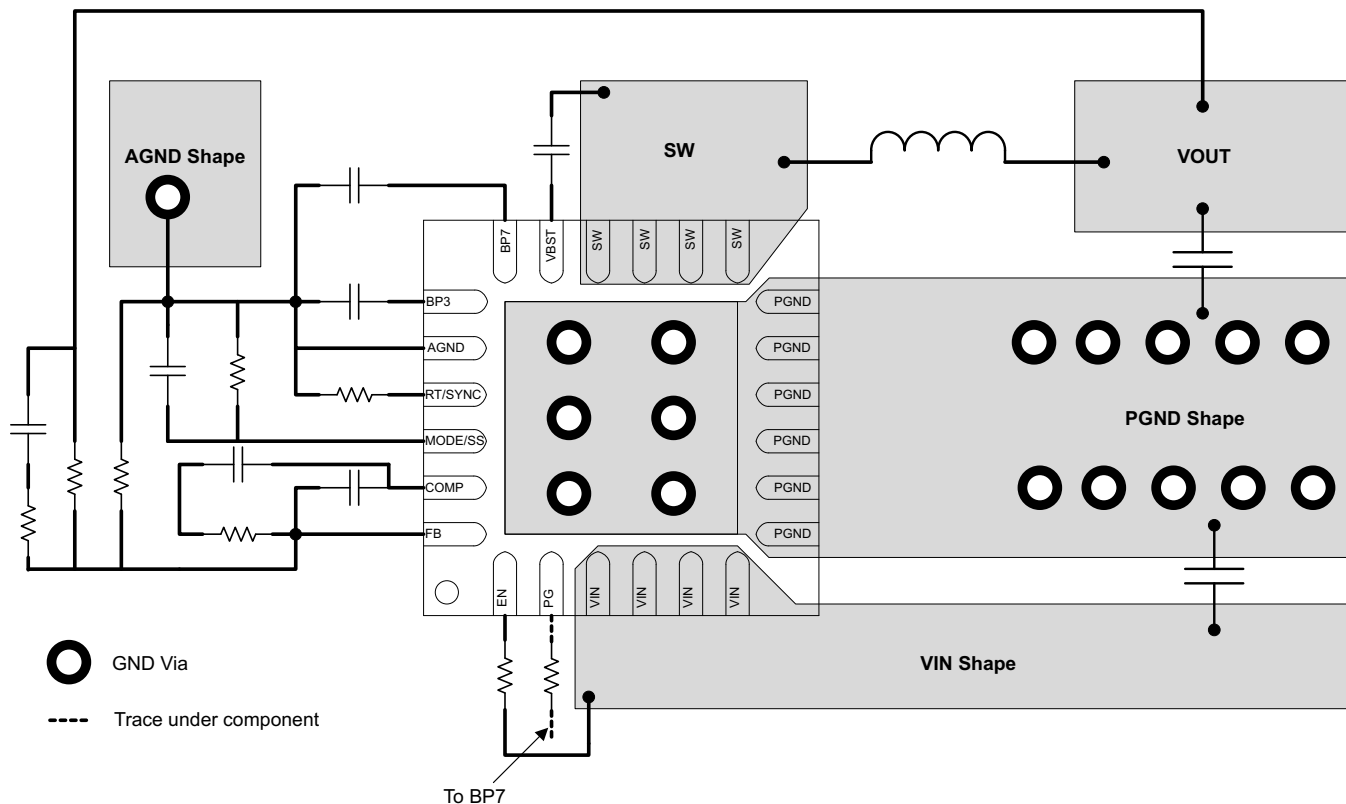 AGND Shape
SW
VOUT
BP7
VBST
SW
SW
SW
SW
BP3
AGND
RT/SYNC
MODE/SS
COMP
FB
PGND
PGND
PGND
PGND
PGND
PGND
PGND Shape
EN
PG
VIN
VIN
VIN
VIN
VIN Shape
GND Via
Trace under component
To BP7